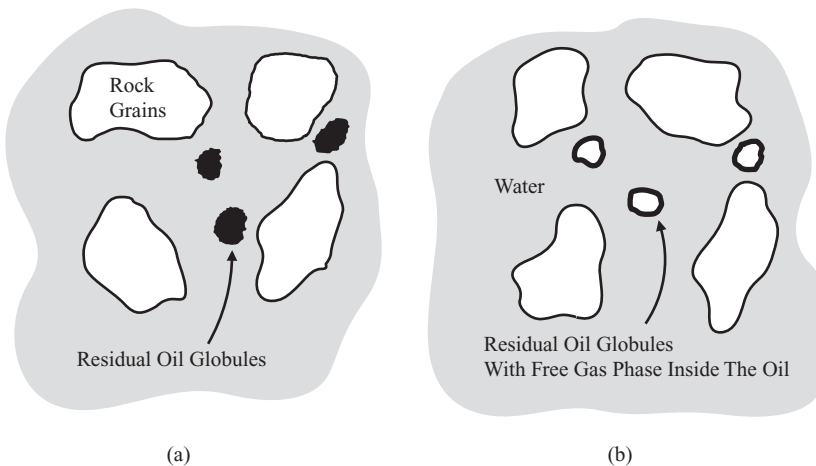 Rock
Grains
Residual Oil Globules
(a)
Water
Residual Oil Globules
With Free Gas Phase Inside The Oil
(b)